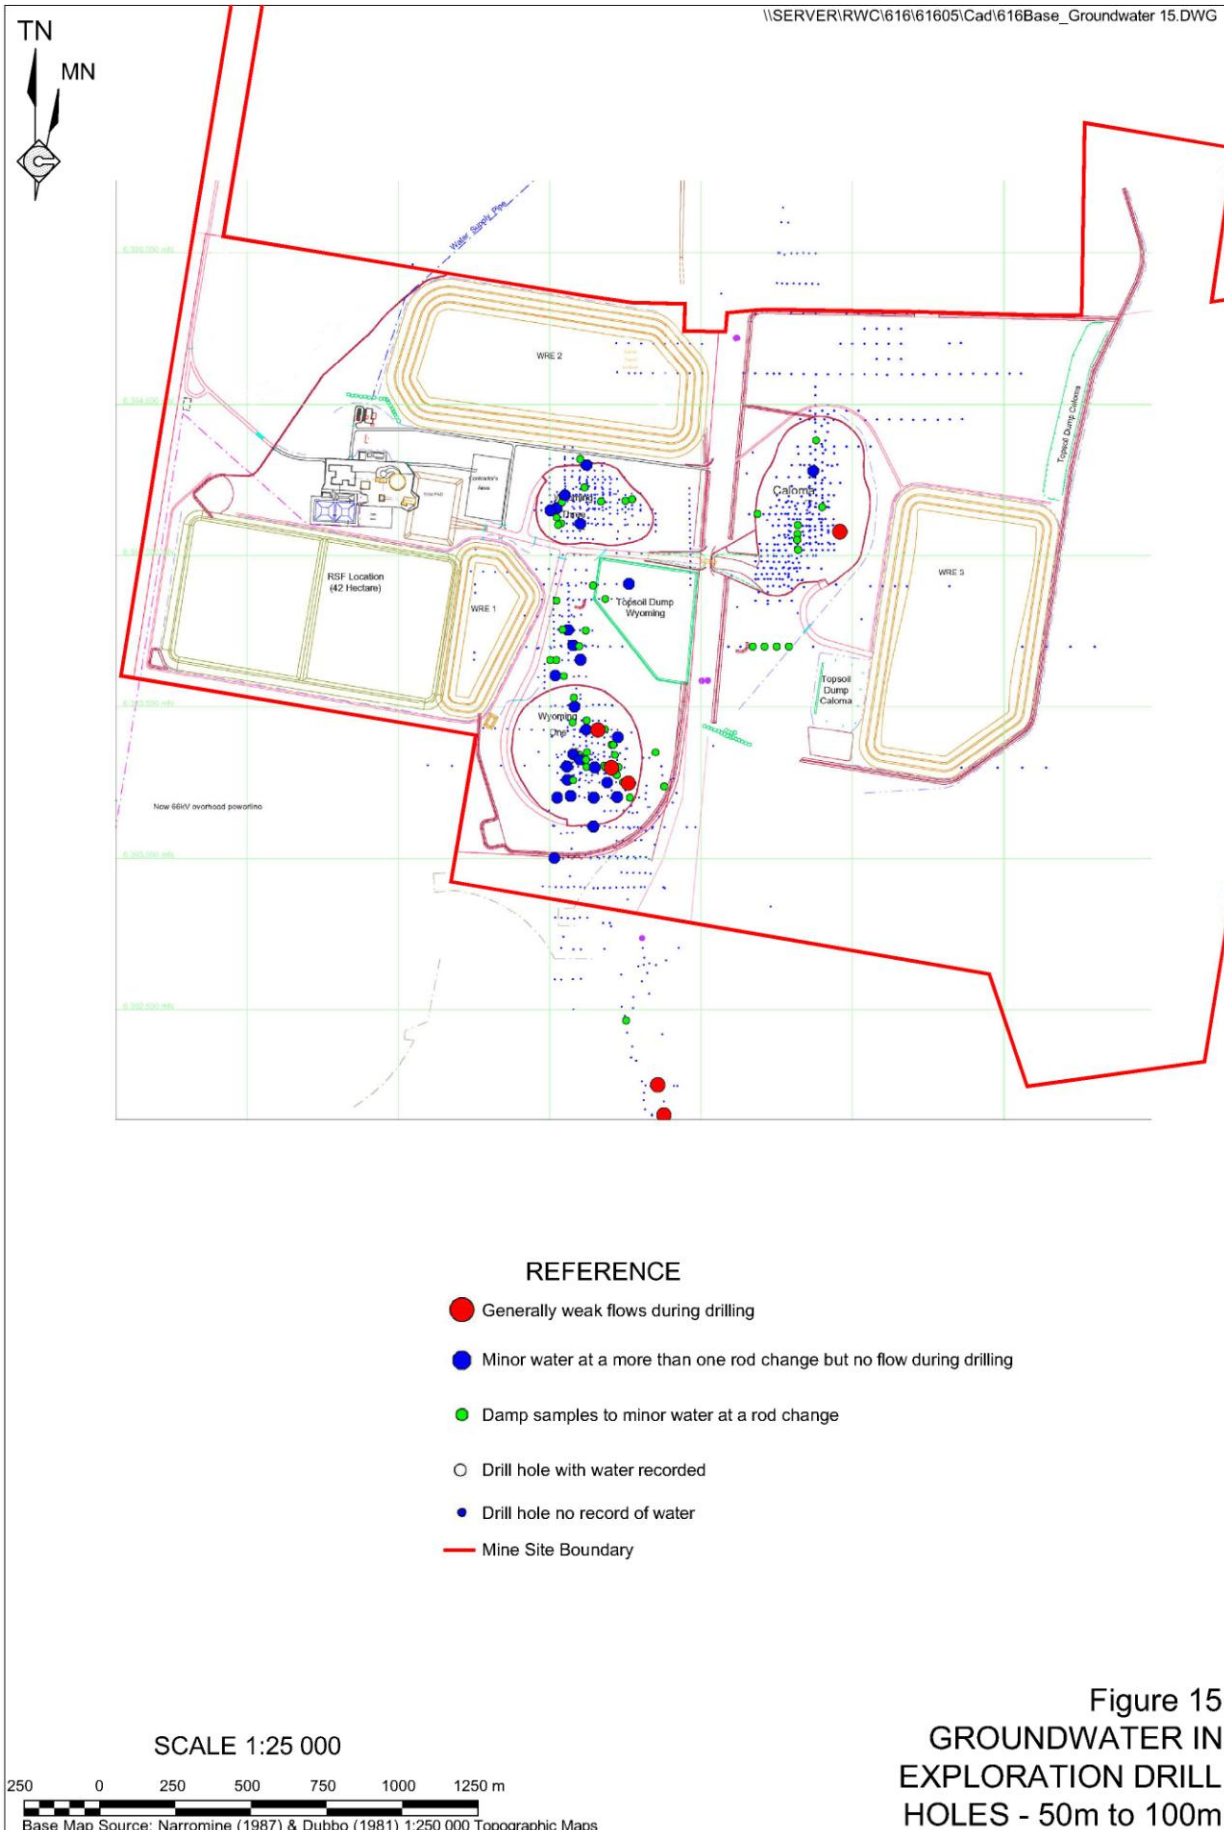 \\SERVER\RWC\616\61605\Cad\616Base_Groundwater 15.DWG
TN
MN
Water Supply Pipe
WRE 2
Topsoil Dump Caloma
Caloma
WRE 3
RSF Location
(42 Hectare)
WRE 1
Topsoil Dump
Wyoming
Topsoil
Dump
Caloma
Wyoming
One
New 66kV overhead powerline
REFERENCE
Generally weak flows during drilling
Minor water at a more than one rod change but no flow during drilling
Damp samples to minor water at a rod change
Drill hole with water recorded
Drill hole no record of water
Mine Site Boundary
SCALE 1:25 000
250 0 250 500 750 1000 1250 m
Base Map Source: Narromine (1987) & Dubbo (1981) 1:250 000 Topographic Maps
Figure 15
GROUNDWATER IN
EXPLORATION DRILL
HOLES - 50m to 100m